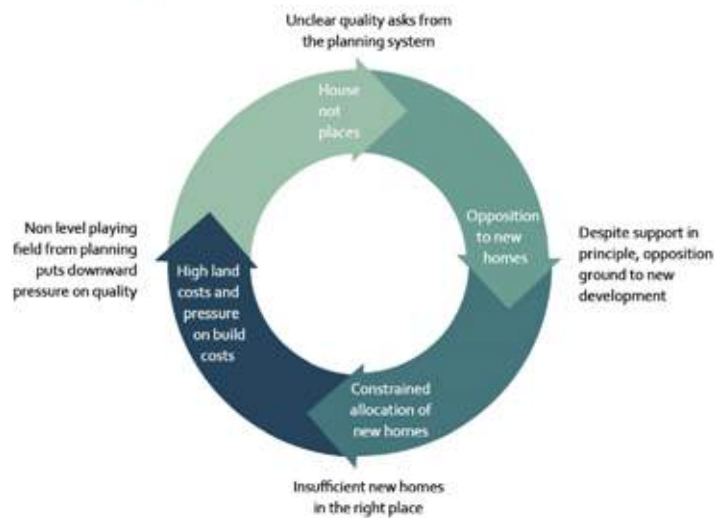 Unclear quality asks from
the planning system
House
not
places
Opposition
to new
homes
Despite support in
principle, opposition
ground to new
development
Non level playing
field from planning
puts downward
pressure on quality
High land
costs and
pressure
on build
costs
Constrained
allocation of
new homes
Insufficient new homes
in the right place